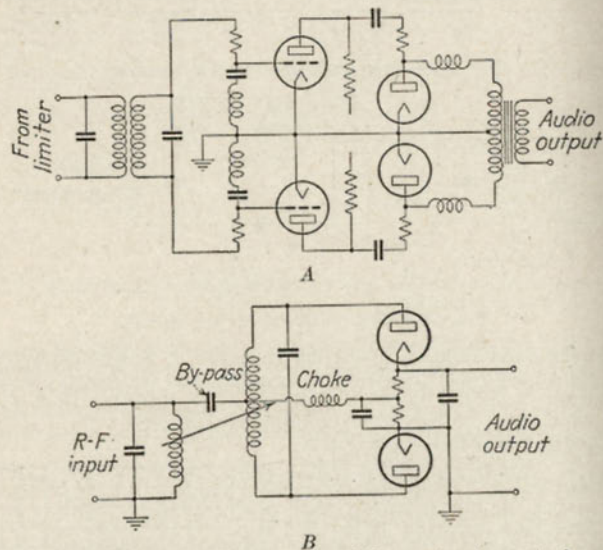 From
limiter
Audio
output
A
By-pass
Choke
R-F
input
Audio
output
B